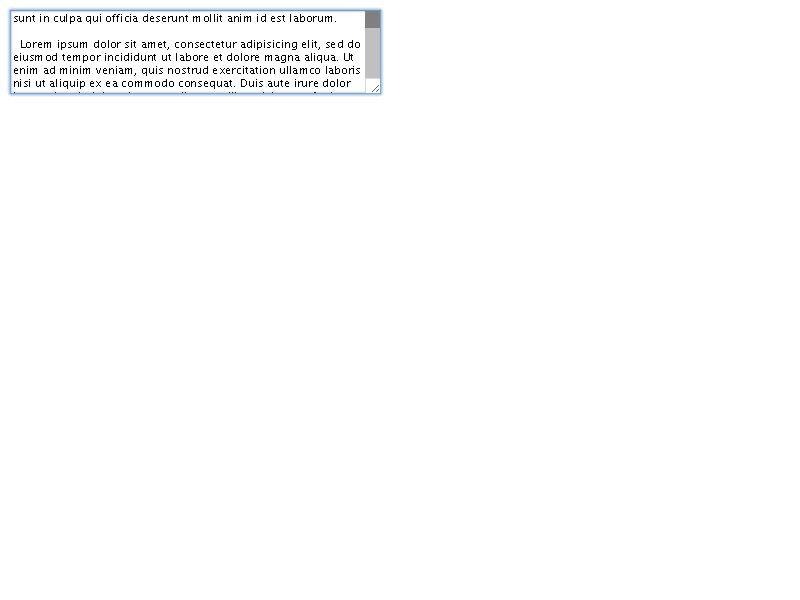 sunt in culpa qui officia deserunt mollit anim id est laborum.
Lorem ipsum dolor sit amet, consectetur adipisicing elit, sed do
eiusmod tempor incididunt ut labore et dolore magna aliqua. Ut
enim ad minim veniam, quis nostrud exercitation ullamco laboris
nisi ut aliquip ex ea commodo consequat. Duis aute irure dolor